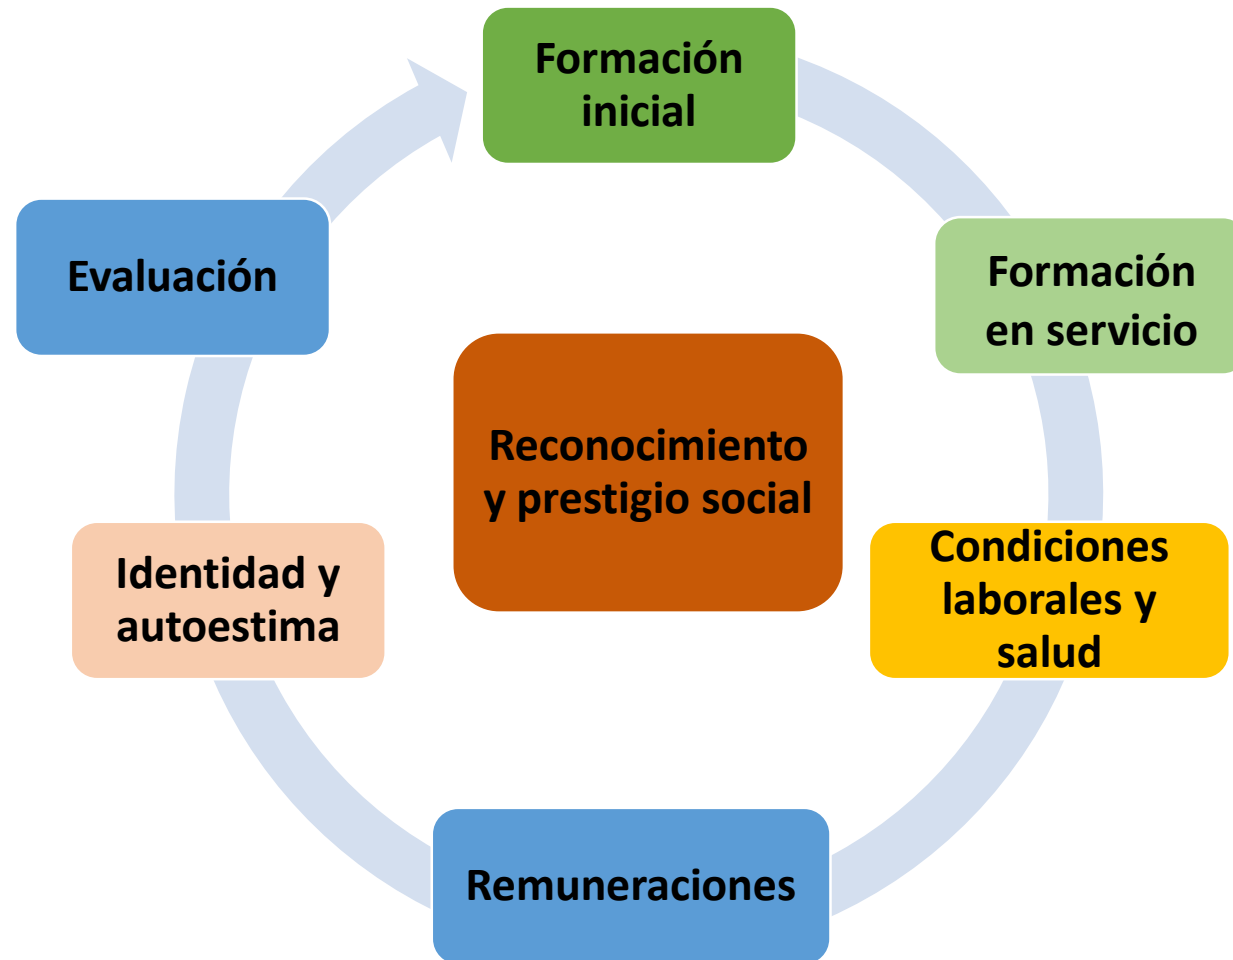 Formación
inicial
Formación
en servicio
Condiciones
laborales y
salud
Remuneraciones
Identidad y
autoestima
Evaluación
Reconocimiento
y prestigio social